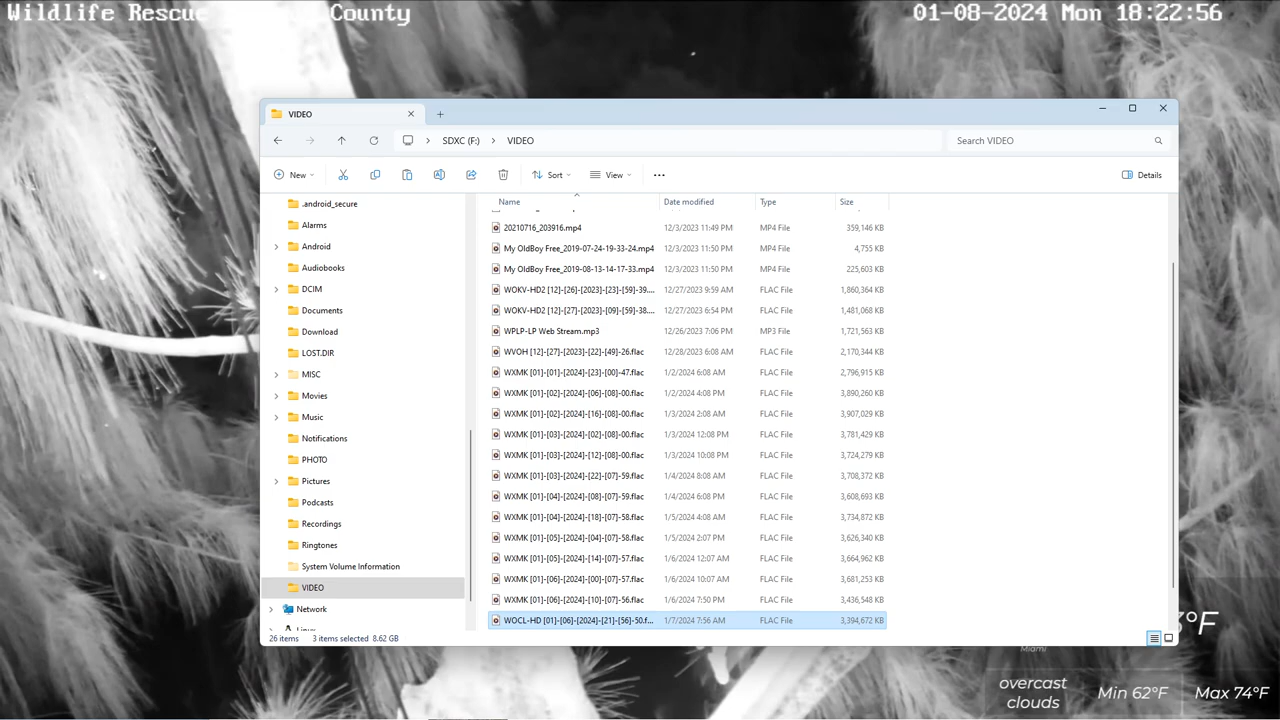 Wildlife Rescue County
01-08-2024 Mon 18:22:56
VIDEO
SDXC (F:) VIDEO
Search VIDEO
New Sort View Details
.android_secure
Alarms
Android
Audiobooks
DCIM
Documents
Download
LOST.DIR
MISC
Movies
Music
Notifications
PHOTO
Pictures
Podcasts
Recordings
Ringtones
System Volume Information
VIDEO
Network
Name Date modified Type Size
20210716_203916.mp4 12/3/2023 11:49 PM MP4 File 359,146 KB
My OldBoy Free_2019-07-24-19-33-24.mp4 12/3/2023 11:50 PM MP4 File 4,755 KB
My OldBoy Free_2019-08-13-14-17-33.mp4 12/3/2023 11:50 PM MP4 File 225,603 KB
WOKV-HD2 [12]-[26]-[2023]-[23]-[59]-39.... 12/27/2023 9:59 AM FLAC File 1,860,364 KB
WOKV-HD2 [12]-[27]-[2023]-[09]-[59]-38.... 12/27/2023 6:54 PM FLAC File 1,481,068 KB
WPLP-LP Web Stream.mp3 12/26/2023 7:06 PM MP3 File 1,721,563 KB
WVOH [12]-[27]-[2023]-[22]-[49]-26.flac 12/28/2023 6:08 AM FLAC File 2,170,344 KB
WXMK [01]-[01]-[2024]-[23]-[00]-47.flac 1/2/2024 6:08 AM FLAC File 2,796,915 KB
WXMK [01]-[02]-[2024]-[06]-[08]-00.flac 1/2/2024 4:08 PM FLAC File 3,890,260 KB
WXMK [01]-[02]-[2024]-[16]-[08]-00.flac 1/3/2024 2:08 AM FLAC File 3,907,029 KB
WXMK [01]-[03]-[2024]-[02]-[08]-00.flac 1/3/2024 12:08 PM FLAC File 3,781,429 KB
WXMK [01]-[03]-[2024]-[12]-[08]-00.flac 1/3/2024 10:08 PM FLAC File 3,724,279 KB
WXMK [01]-[03]-[2024]-[22]-[07]-59.flac 1/4/2024 8:08 AM FLAC File 3,708,372 KB
WXMK [01]-[04]-[2024]-[08]-[07]-59.flac 1/4/2024 6:08 PM FLAC File 3,608,693 KB
WXMK [01]-[04]-[2024]-[18]-[07]-58.flac 1/5/2024 4:08 AM FLAC File 3,734,872 KB
WXMK [01]-[05]-[2024]-[04]-[07]-58.flac 1/5/2024 2:07 PM FLAC File 3,626,340 KB
WXMK [01]-[05]-[2024]-[14]-[07]-57.flac 1/6/2024 12:07 AM FLAC File 3,664,962 KB
WXMK [01]-[06]-[2024]-[00]-[07]-57.flac 1/6/2024 10:07 AM FLAC File 3,681,253 KB
WXMK [01]-[06]-[2024]-[10]-[07]-56.flac 1/6/2024 7:50 PM FLAC File 3,436,548 KB
WOCL-HD [01]-[06]-[2024]-[21]-[56]-50.f... 1/7/2024 7:56 AM FLAC File 3,394,672 KB
26 items 3 items selected 8.62 GB
3°F
Miami
overcast
clouds
Min 62°F
Max 74°F